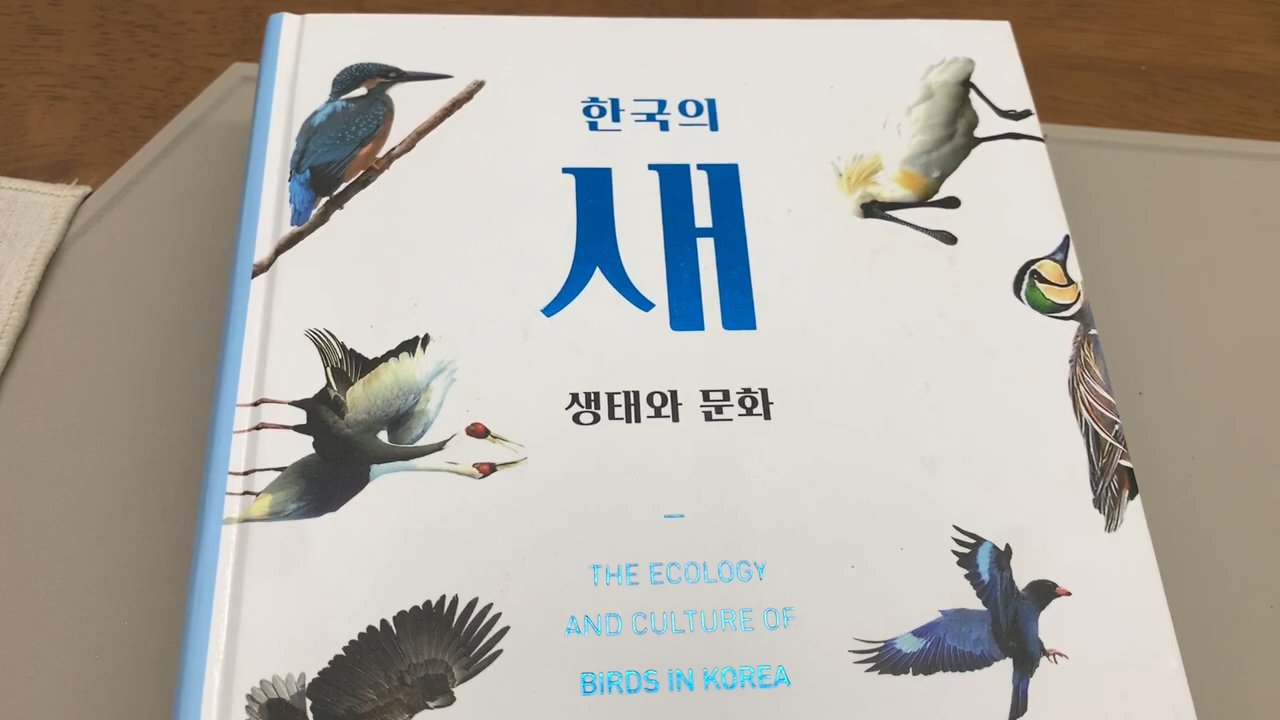 한국의
새
생태와 문화
THE ECOLOGY
AND CULTURE OF
BIRDS IN KOREA